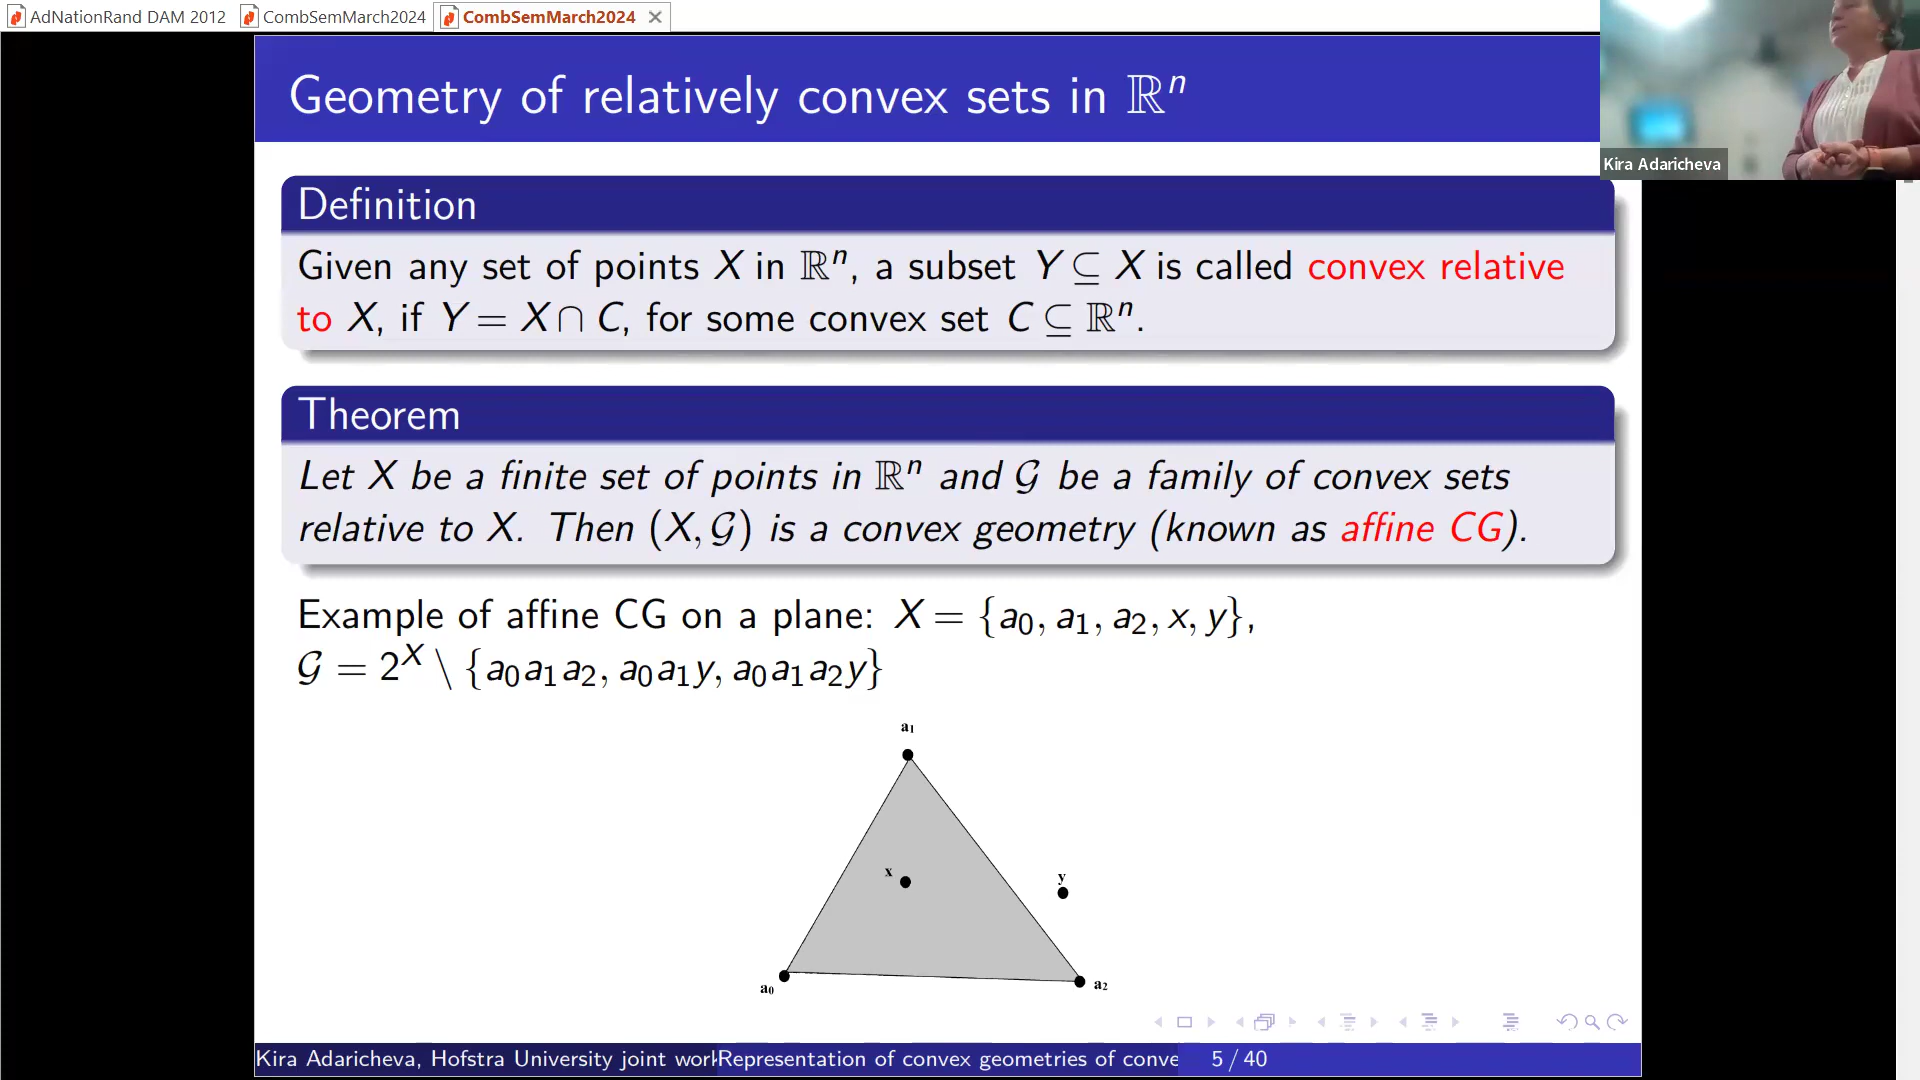 AdNationRand DAM 2012 CombSemMarch2024 CombSemMarch2024
Geometry of relatively convex sets in ℝⁿ
Kira Adaricheva
Definition
Given any set of points X in ℝⁿ, a subset Y ⊆ X is called convex relative
to X, if Y = X ∩ C, for some convex set C ⊆ ℝⁿ.
Theorem
Let X be a finite set of points in ℝⁿ and 𝒢 be a family of convex sets
relative to X. Then (X, 𝒢) is a convex geometry (known as affine CG).
Example of affine CG on a plane: X = {a₀, a₁, a₂, x, y},
𝒢 = 2^X \ {a₀a₁a₂, a₀a₁y, a₀a₁a₂y}
a₁
x
y
a₀
a₂
Kira Adaricheva, Hofstra University joint work Representation of convex geometries of conve 5 / 40